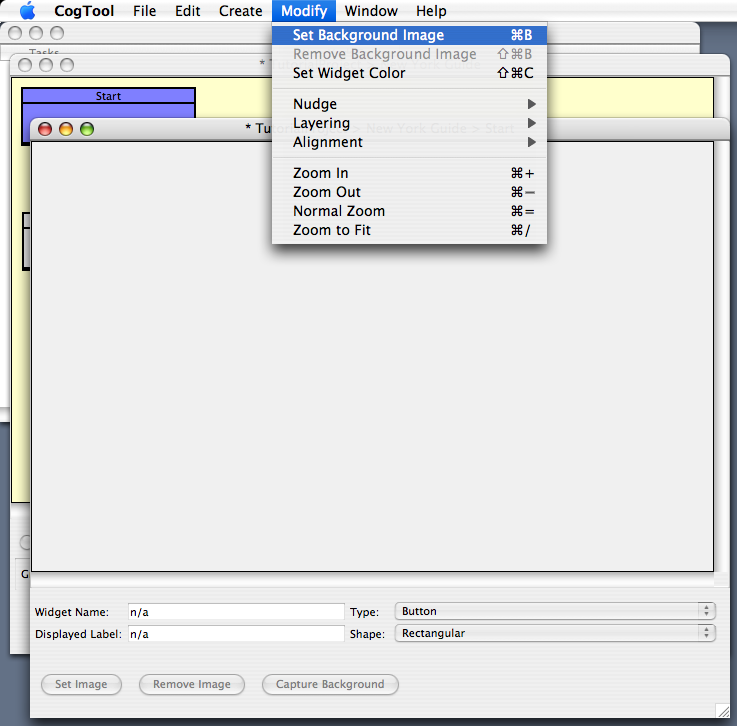 CogTool File Edit Create Modify Window Help
Set Background Image ⌘B
Remove Background Image ⇧⌘B
Set Widget Color ⇧⌘C
Nudge
Layering
Alignment
Zoom In ⌘+
Zoom Out ⌘−
Normal Zoom ⌘=
Zoom to Fit ⌘/
Tasks
Start
* Tu
New York Guide > Start
G
Widget Name: n/a Type: Button
Displayed Label: n/a Shape: Rectangular
Set Image Remove Image Capture Background